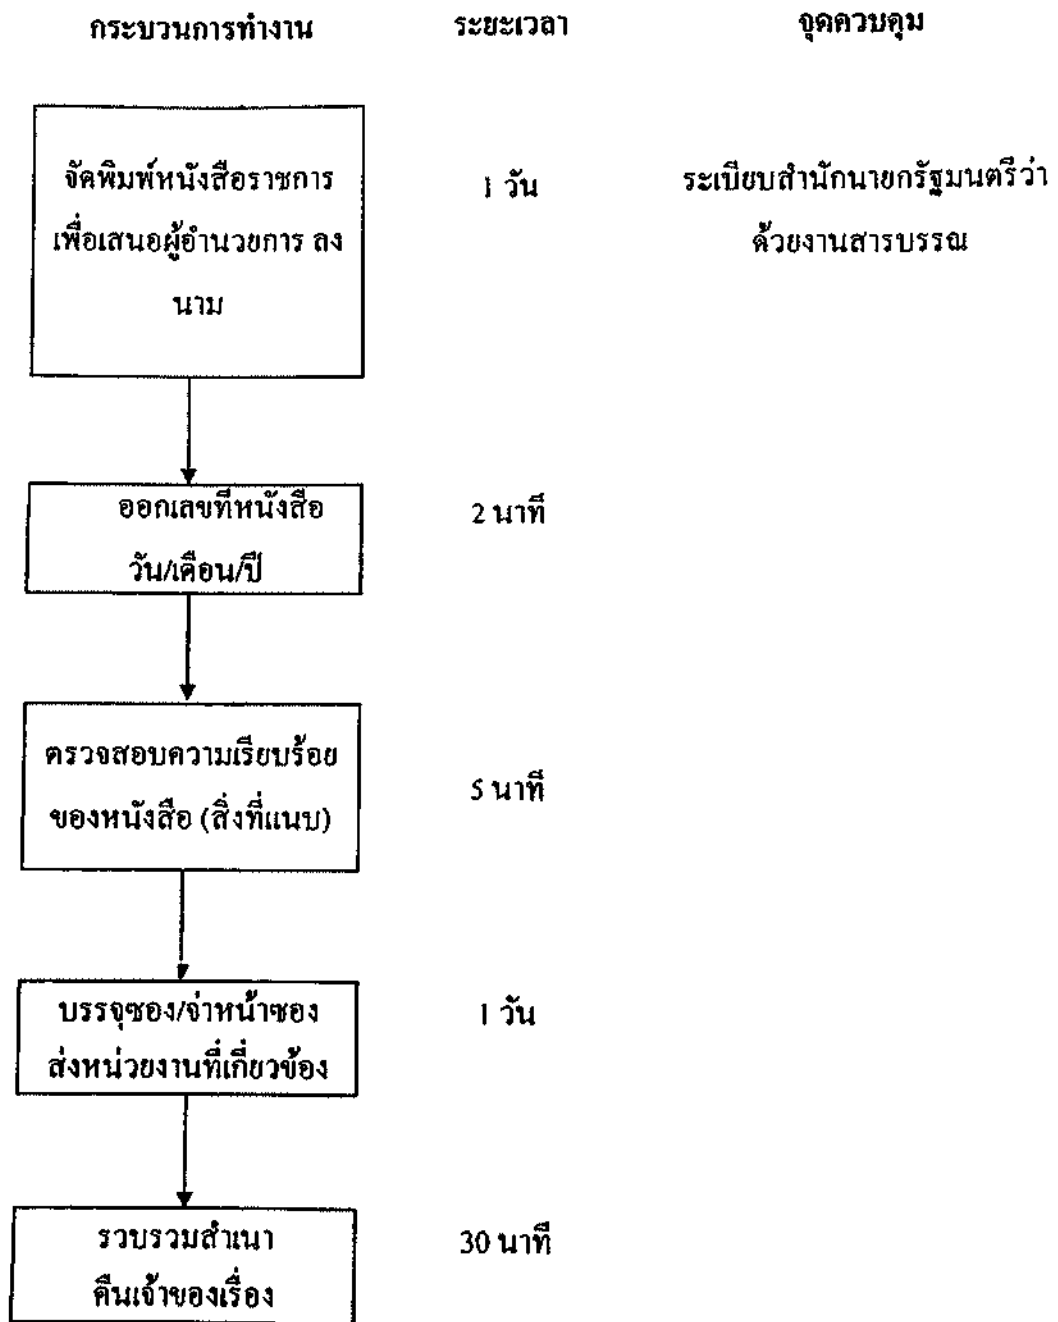 กระบวนการทำงาน ระยะเวลา จุดควบคุม
จัดพิมพ์หนังสือราชการ
เพื่อเสนอผู้อำนวยการ ลง
นาม
1 วัน
ระเบียบสำนักนายกรัฐมนตรีว่า
ด้วยงานสารบรรณ
ออกเลขที่หนังสือ
วัน/เดือน/ปี
2 นาที
ตรวจสอบความเรียบร้อย
ของหนังสือ (สิ่งที่แนบ)
5 นาที
บรรจุซอง/จ่าหน้าซอง
ส่งหน่วยงานที่เกี่ยวข้อง
1 วัน
รวบรวมสำเนา
คืนเจ้าของเรื่อง
30 นาที